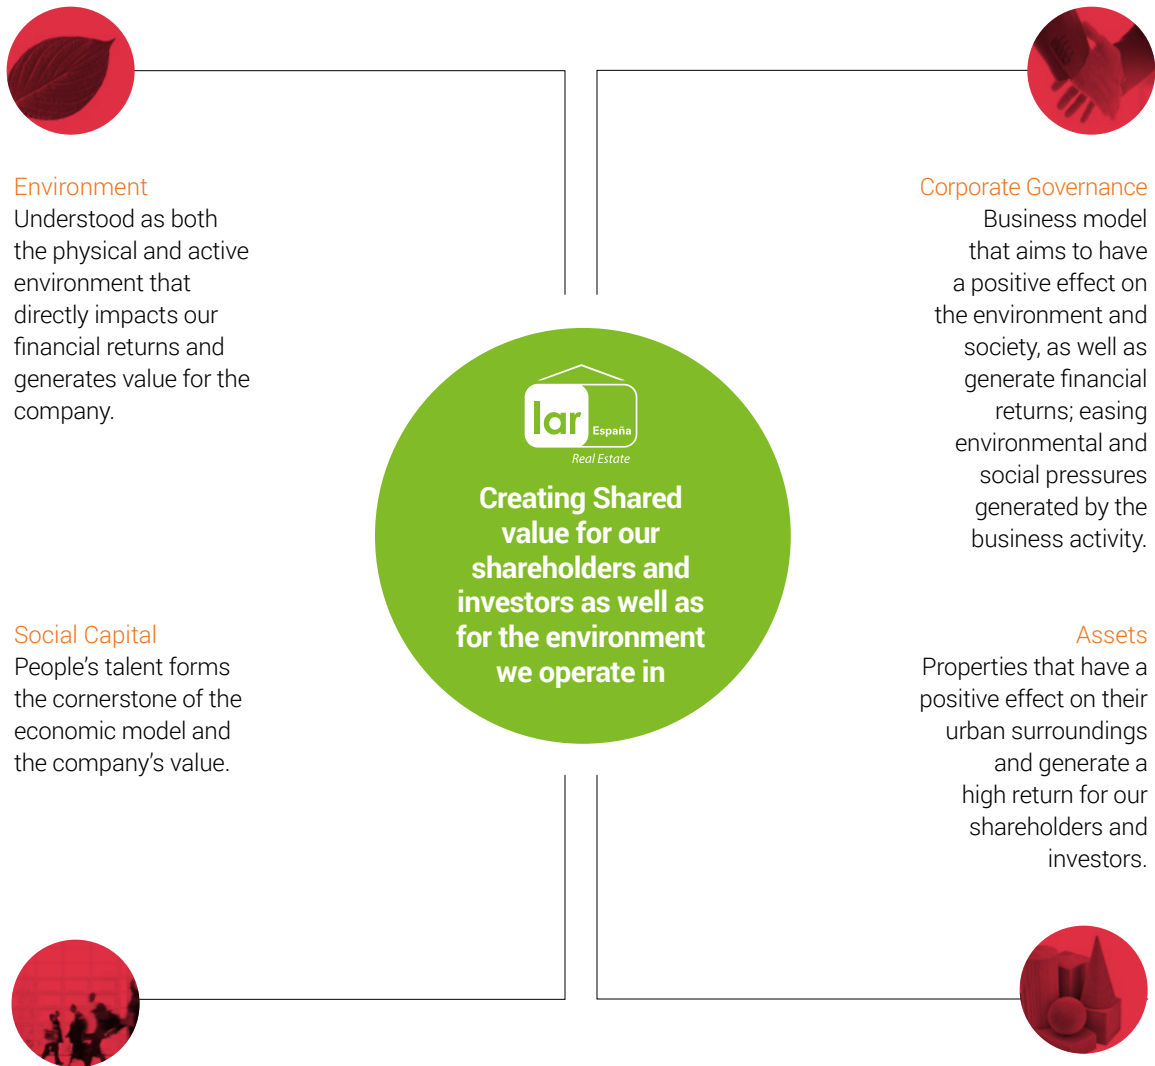 Environment
Understood as both
the physical and active
environment that
directly impacts our
financial returns and
generates value for the
company.
Corporate Governance
Business model
that aims to have
a positive effect on
the environment and
society, as well as
generate financial
returns; easing
environmental and
social pressures
generated by the
business activity.
lar
España
Real Estate
Creating Shared
value for our
shareholders and
investors as well as
for the environment
we operate in
Social Capital
People’s talent forms
the cornerstone of the
economic model and
the company’s value.
Assets
Properties that have a
positive effect on their
urban surroundings
and generate a
high return for our
shareholders and
investors.